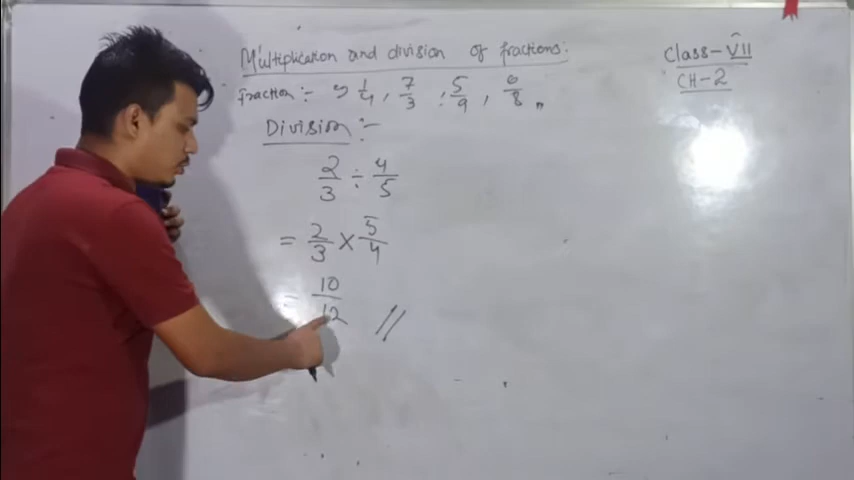 Multiplication and division of fractions:
Class-VII
CH-2
Fraction:- 1/4, 7/3, 5/9, 6/8
Division:-
2/3 ÷ 4/5
= 2/3 × 5/4
= 10/12 //